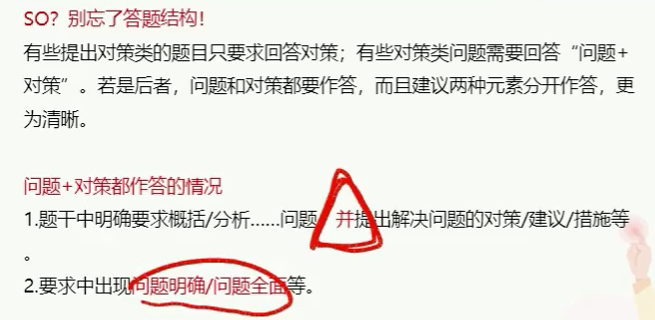 SO？别忘了答题结构！
有些提出对策类的题目只要求回答对策；有些对策类问题需要回答“问题+
对策”。若是后者，问题和对策都要作答，而且建议两种元素分开作答，更
为清晰。
问题+对策都作答的情况
1.题干中明确要求概括/分析……问题，并提出解决问题的对策/建议/措施等
。
2.要求中出现问题明确/问题全面等。